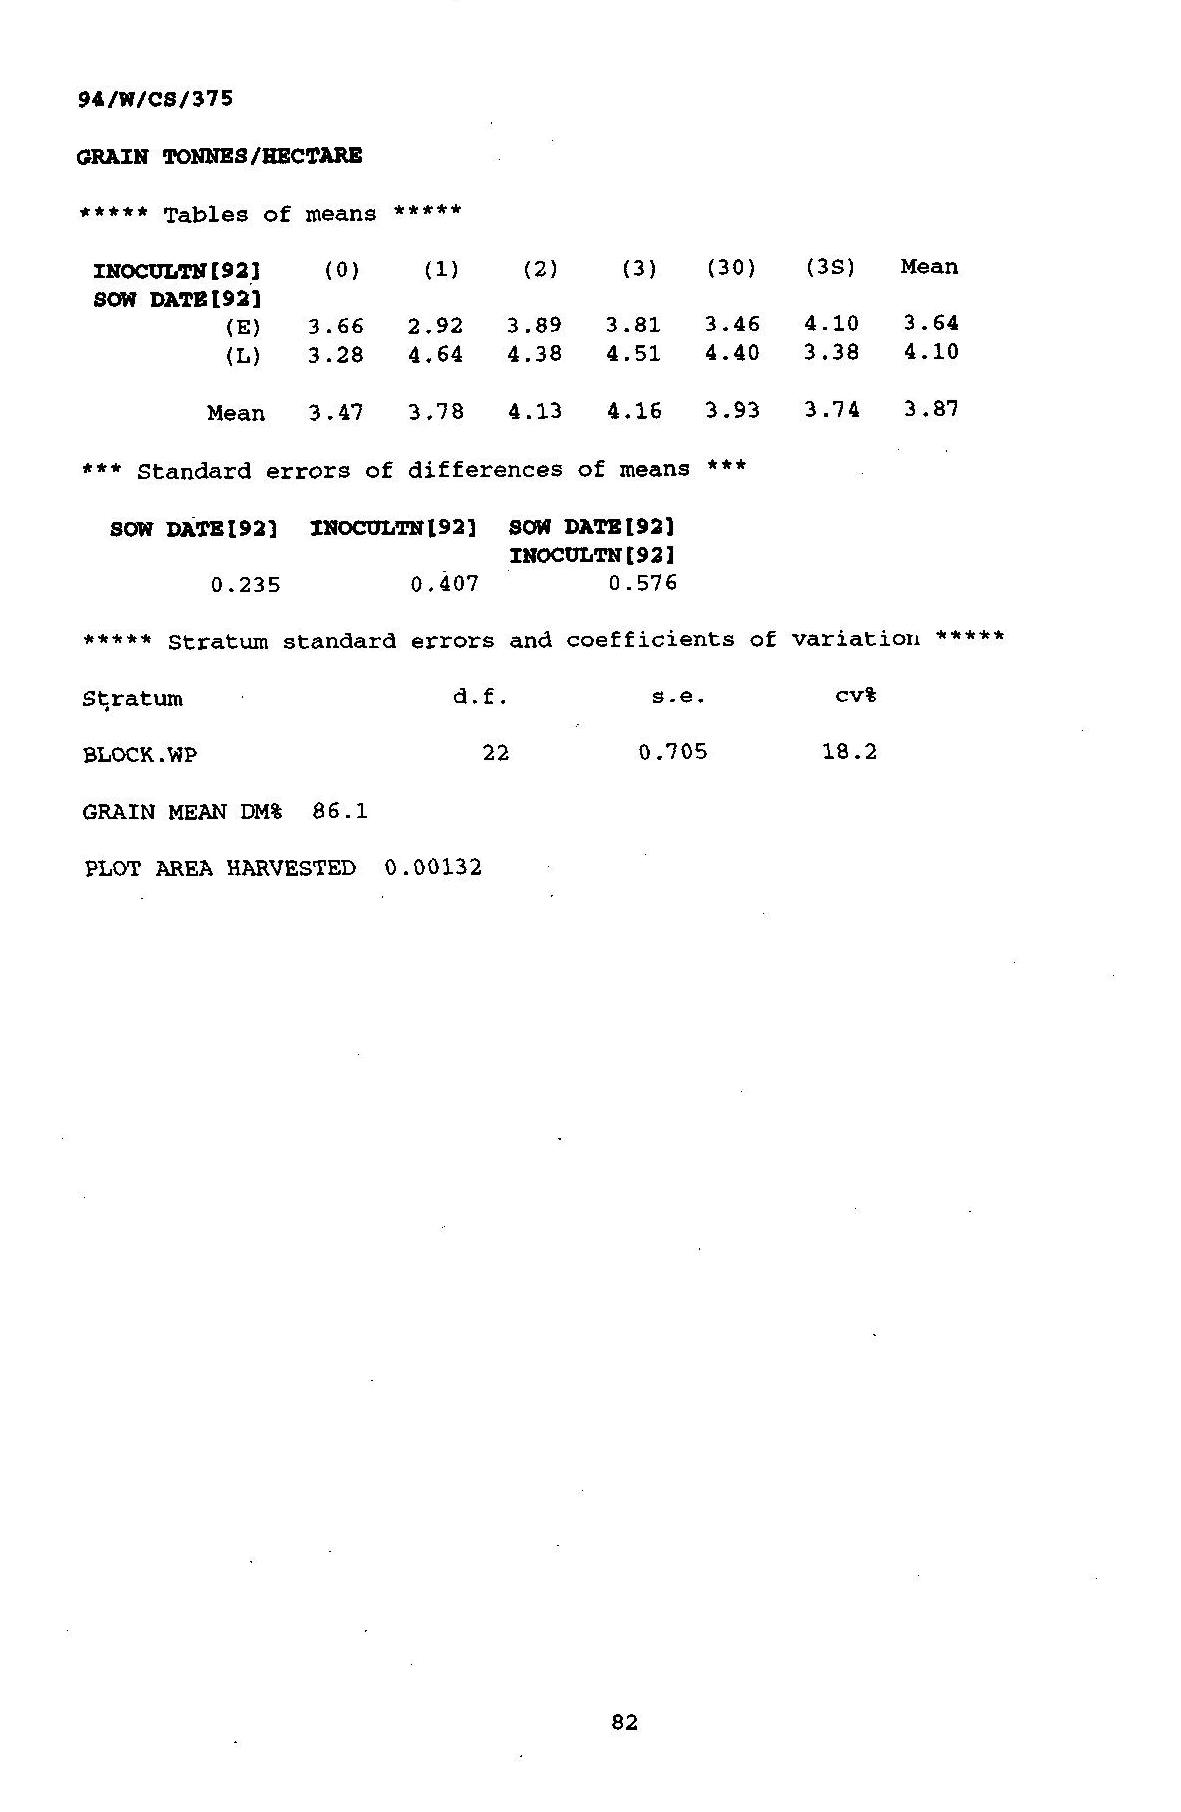 94/W/CS/375
GRAIN TONNES/HECTARE
***** Tables of means *****
INOCULTN[92] (0) (1) (2) (3) (30) (3S) Mean
SOW DATE[92]
(E) 3.66 2.92 3.89 3.81 3.46 4.10 3.64
(L) 3.28 4.64 4.38 4.51 4.40 3.38 4.10
Mean 3.47 3.78 4.13 4.16 3.93 3.74 3.87
*** Standard errors of differences of means ***
SOW DATE[92] INOCULTN[92] SOW DATE[92]
INOCULTN[92]
0.235 0.407 0.576
***** Stratum standard errors and coefficients of variation *****
Stratum d.f. s.e. cv%
BLOCK.WP 22 0.705 18.2
GRAIN MEAN DM% 86.1
PLOT AREA HARVESTED 0.00132
82